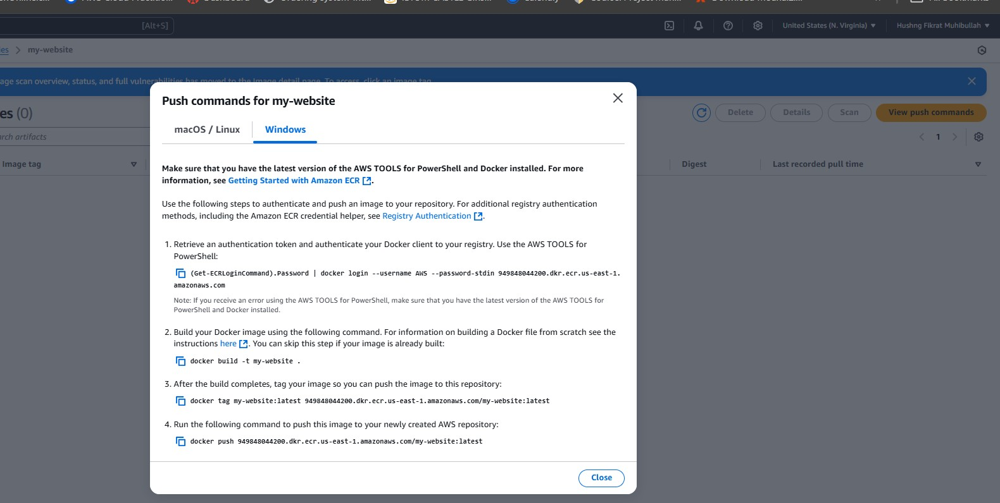 [Alt+S]
United States (N. Virginia)
Hushng Fikrat Muhibullah
ies
my-website
age scan overview, status, and full vulnerabilities has moved to the Image detail page. To access, click an image tag
Push commands for my-website
es (0)
Delete
Details
Scan
View push commands
macOS / Linux
Windows
rch artifacts
1
Image tag
Digest
Last recorded pull time
Make sure that you have the latest version of the AWS TOOLS for PowerShell and Docker installed. For more
information, see Getting Started with Amazon ECR.
Use the following steps to authenticate and push an image to your repository. For additional registry authentication
methods, including the Amazon ECR credential helper, see Registry Authentication.
1. Retrieve an authentication token and authenticate your Docker client to your registry. Use the AWS TOOLS for
PowerShell:
(Get-ECRLoginCommand).Password | docker login --username AWS --password-stdin 949848044200.dkr.ecr.us-east-1.
amazonaws.com
Note: If you receive an error using the AWS TOOLS for PowerShell, make sure that you have the latest version of the AWS TOOLS for
PowerShell and Docker installed.
2. Build your Docker image using the following command. For information on building a Docker file from scratch see the
instructions here. You can skip this step if your image is already built:
docker build -t my-website .
3. After the build completes, tag your image so you can push the image to this repository:
docker tag my-website:latest 949848044200.dkr.ecr.us-east-1.amazonaws.com/my-website:latest
4. Run the following command to push this image to your newly created AWS repository:
docker push 949848044200.dkr.ecr.us-east-1.amazonaws.com/my-website:latest
Close